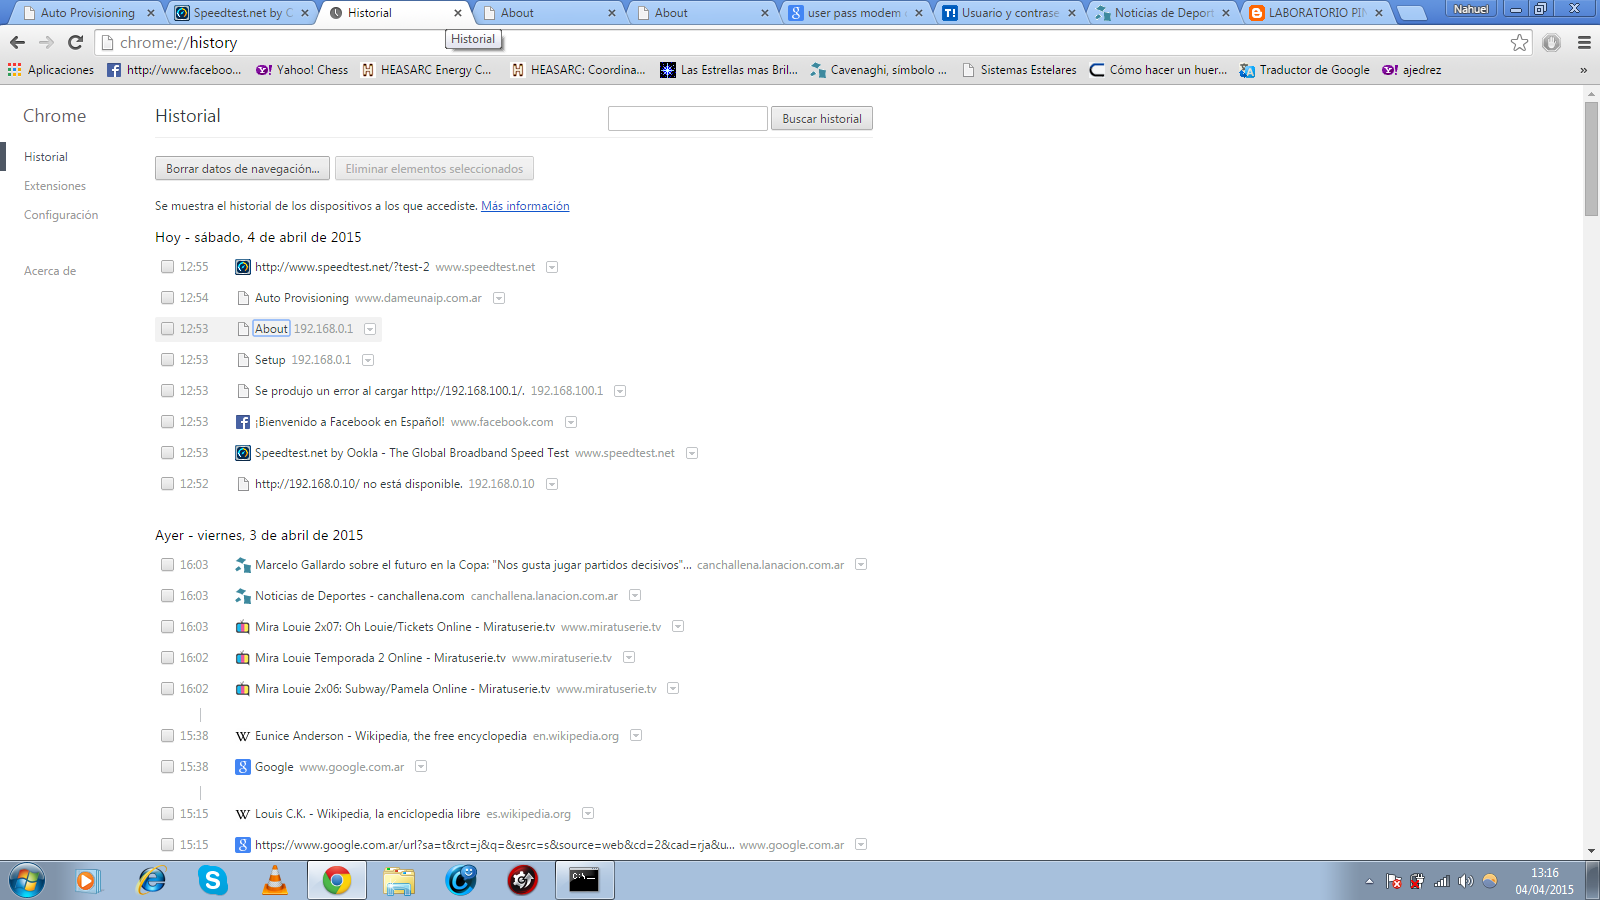 Auto Provisioning
Speedtest.net by O
Historial
About
About
user pass modem
Usuario y contrase
Noticias de Deport
LABORATORIO PIN
Nahuel
chrome://history
Historial
Aplicaciones
http://www.faceboo...
Yahoo! Chess
HEASARC Energy C...
HEASARC: Coordina...
Las Estrellas mas Bril...
Cavenaghi, símbolo ...
Sistemas Estelares
Cómo hacer un huer...
Traductor de Google
ajedrez
»
Chrome
Historial
Buscar historial
Historial
Extensiones
Configuración
Acerca de
Borrar datos de navegación...
Eliminar elementos seleccionados
Se muestra el historial de los dispositivos a los que accediste. Más información
Hoy - sábado, 4 de abril de 2015
12:55 http://www.speedtest.net/?test-2 www.speedtest.net
12:54 Auto Provisioning www.dameunaip.com.ar
12:53 About 192.168.0.1
12:53 Setup 192.168.0.1
12:53 Se produjo un error al cargar http://192.168.100.1/. 192.168.100.1
12:53 ¡Bienvenido a Facebook en Español! www.facebook.com
12:53 Speedtest.net by Ookla - The Global Broadband Speed Test www.speedtest.net
12:52 http://192.168.0.10/ no está disponible. 192.168.0.10
Ayer - viernes, 3 de abril de 2015
16:03 Marcelo Gallardo sobre el futuro en la Copa: "Nos gusta jugar partidos decisivos"... canchallena.lanacion.com.ar
16:03 Noticias de Deportes - canchallena.com canchallena.lanacion.com.ar
16:03 Mira Louie 2x07: Oh Louie/Tickets Online - Miratuserie.tv www.miratuserie.tv
16:02 Mira Louie Temporada 2 Online - Miratuserie.tv www.miratuserie.tv
16:02 Mira Louie 2x06: Subway/Pamela Online - Miratuserie.tv www.miratuserie.tv
15:38 Eunice Anderson - Wikipedia, the free encyclopedia en.wikipedia.org
15:38 Google www.google.com.ar
15:15 Louis C.K. - Wikipedia, la enciclopedia libre es.wikipedia.org
15:15 https://www.google.com.ar/url?sa=t&rct=j&q=&esrc=s&source=web&cd=2&cad=rja&u... www.google.com.ar
13:16
04/04/2015